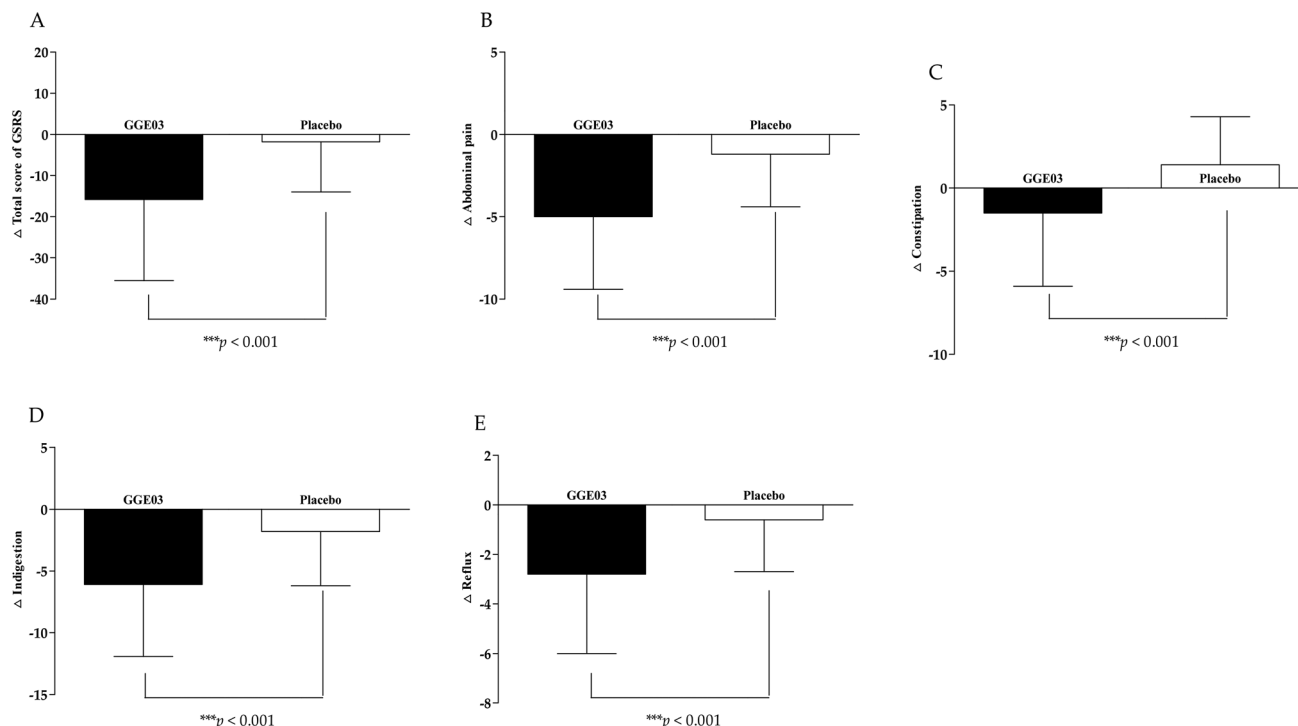 A
20
10
0
-10
-20
-30
-40
△ Total score of GSRS
GGE03
Placebo
***p < 0.001
B
5
0
-5
-10
△ Abdominal pain
GGE03
Placebo
***p < 0.001
C
5
0
-5
-10
△ Constipation
GGE03
Placebo
***p < 0.001
D
5
0
-5
-10
-15
△ Indigestion
GGE03
Placebo
***p < 0.001
E
2
0
-2
-4
-6
-8
△ Reflux
GGE03
Placebo
***p < 0.001